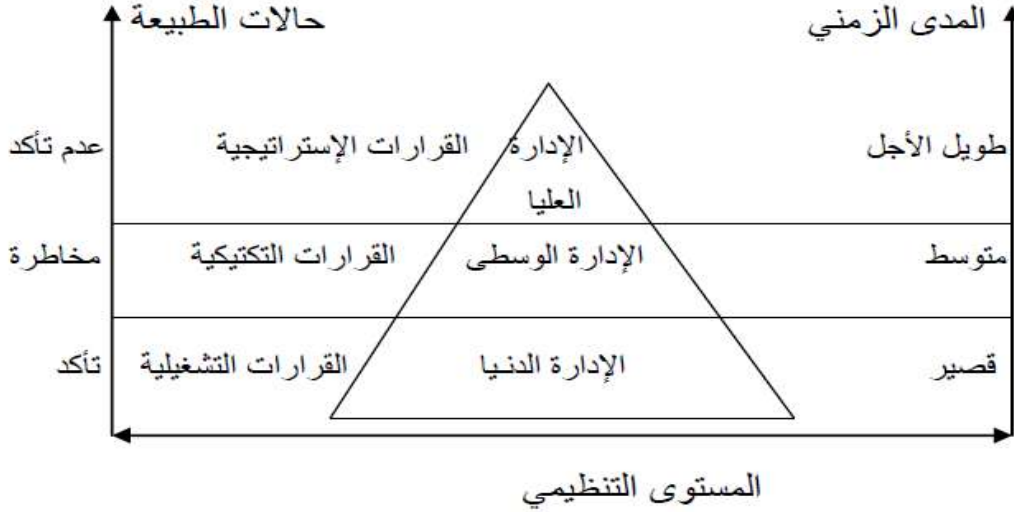 المدى الزمني حالات الطبيعة
طويل الأجل الإدارة القرارات الإستراتيجية عدم تأكد
العليا
متوسط الإدارة الوسطى القرارات التكتيكية مخاطرة
قصير الإدارة الدنيا القرارات التشغيلية تأكد
المستوى التنظيمي